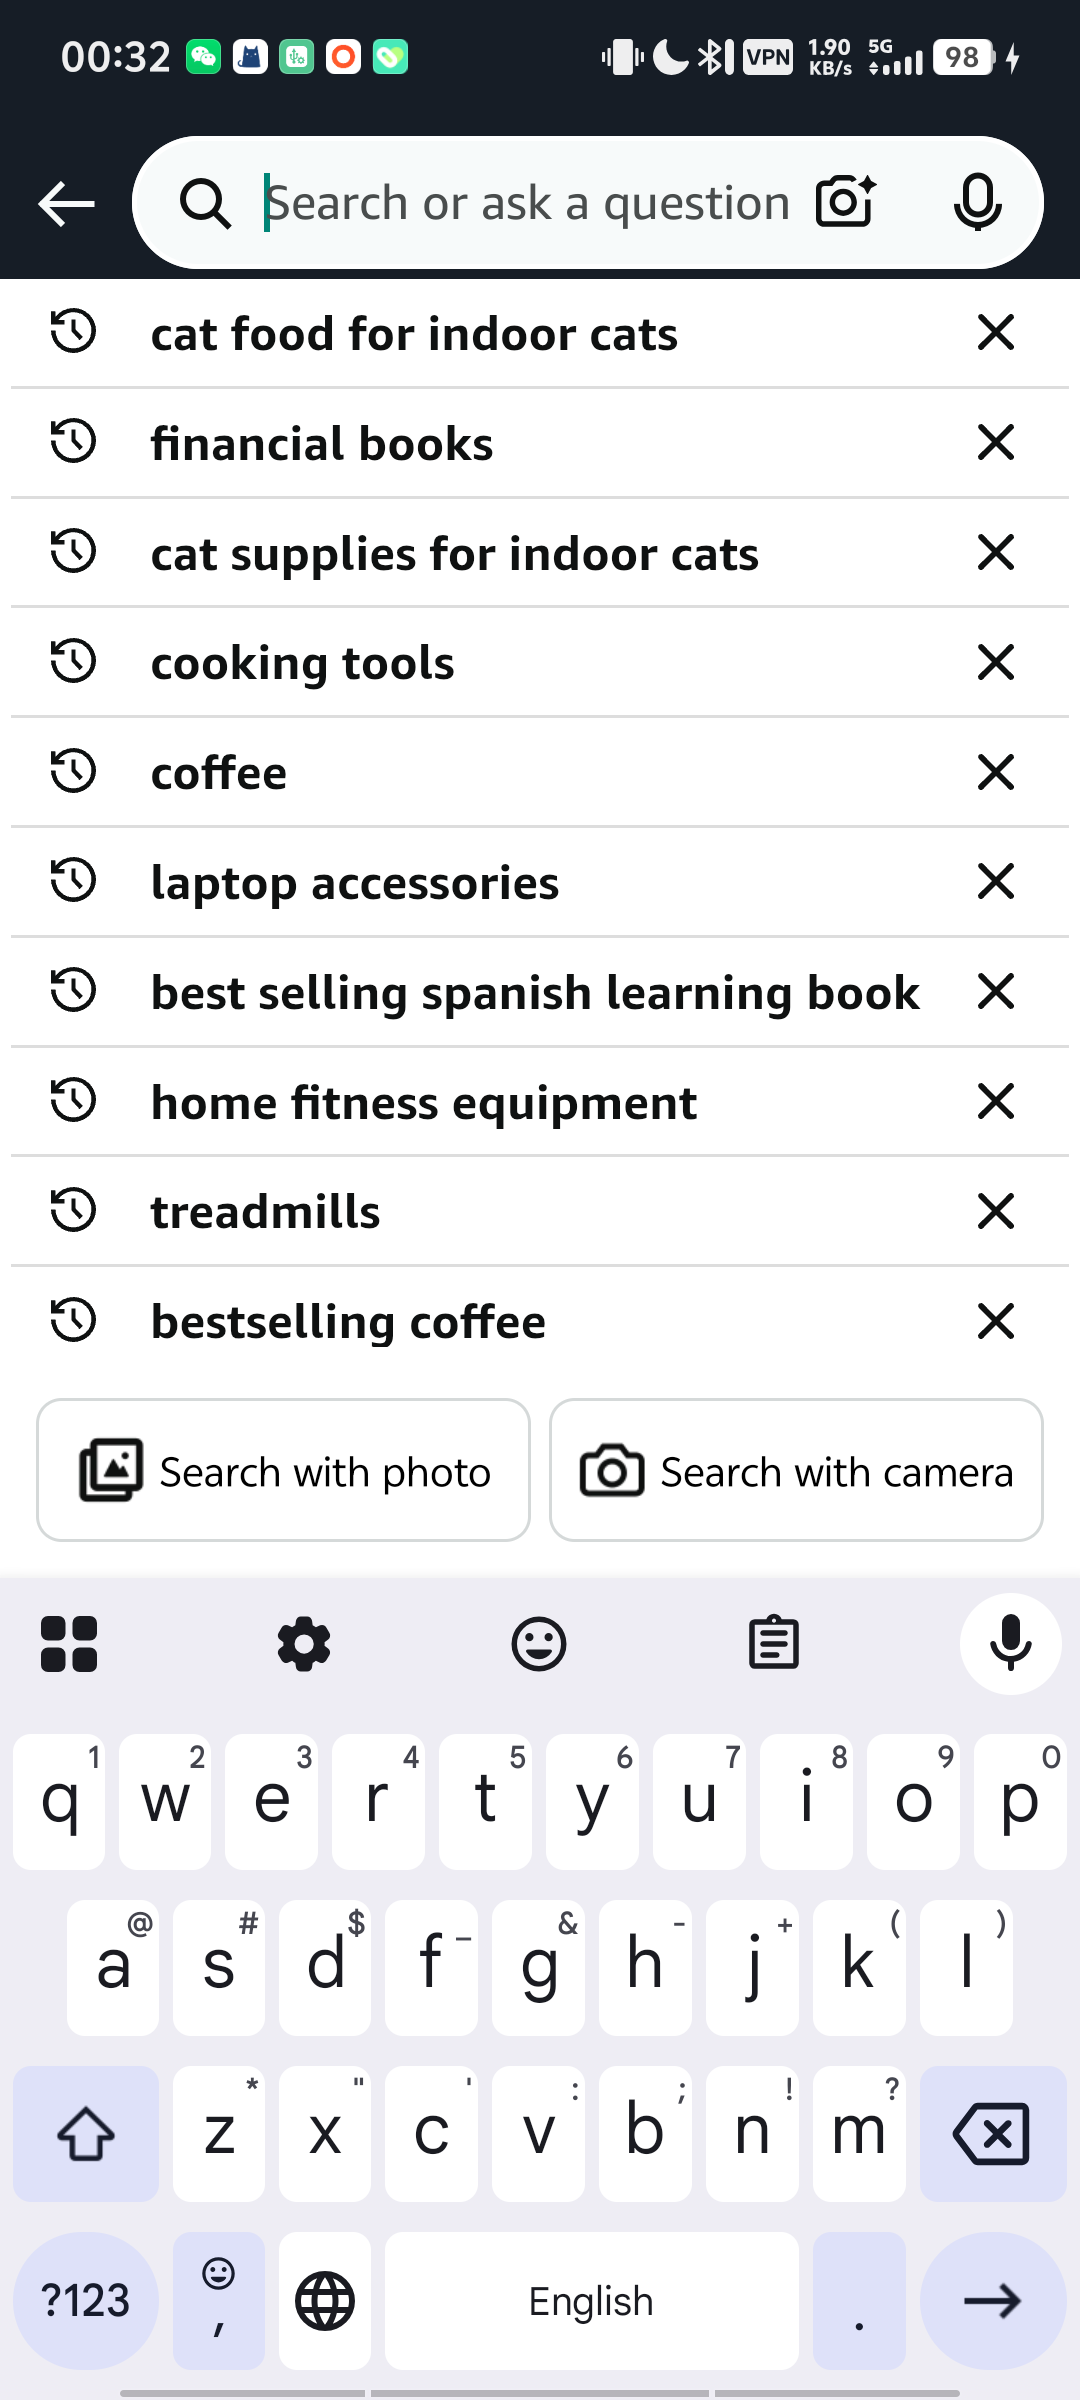 00:32 VPN 1.90 KB/s 5G 98
Search or ask a question
cat food for indoor cats
financial books
cat supplies for indoor cats
cooking tools
coffee
laptop accessories
best selling spanish learning book
home fitness equipment
treadmills
bestselling coffee
Search with photo Search with camera
q 1 w 2 e 3 r 4 t 5 y 6 u 7 i 8 o 9 p 0
a @ s # d $ f _ g & h - j + k ( l )
z * x " c ' v : b ; n ! m ?
?123 , English .